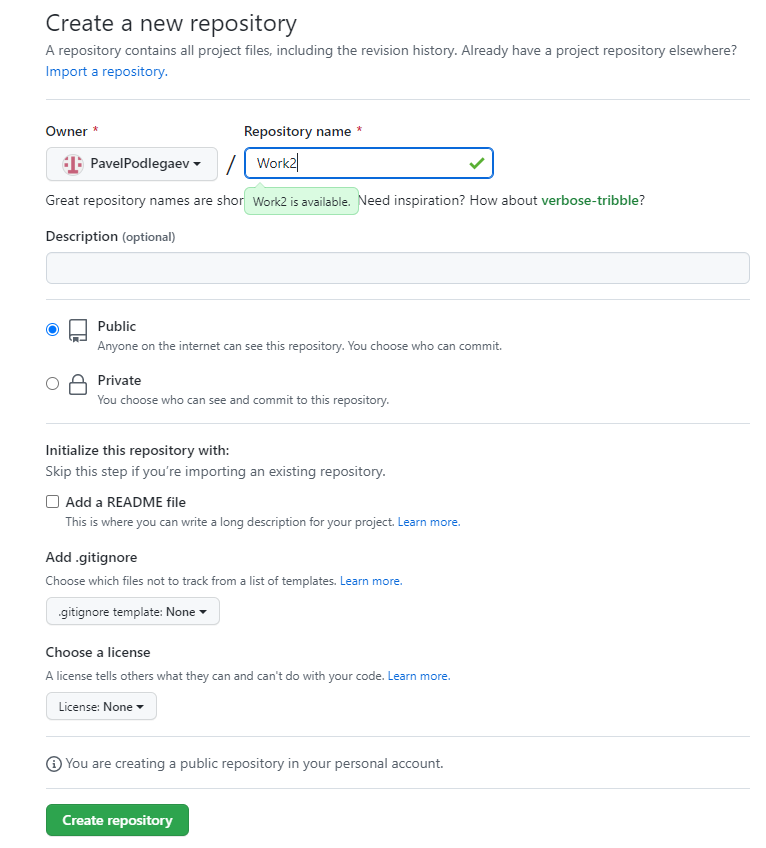 Create a new repository
A repository contains all project files, including the revision history. Already have a project repository elsewhere?
Import a repository.
Owner * Repository name *
PavelPodlegaev / Work2
Great repository names are shor Need inspiration? How about verbose-tribble?
Work2 is available.
Description (optional)
Public
Anyone on the internet can see this repository. You choose who can commit.
Private
You choose who can see and commit to this repository.
Initialize this repository with:
Skip this step if you're importing an existing repository.
Add a README file
This is where you can write a long description for your project. Learn more.
Add .gitignore
Choose which files not to track from a list of templates. Learn more.
.gitignore template: None
Choose a license
A license tells others what they can and can't do with your code. Learn more.
License: None
You are creating a public repository in your personal account.
Create repository